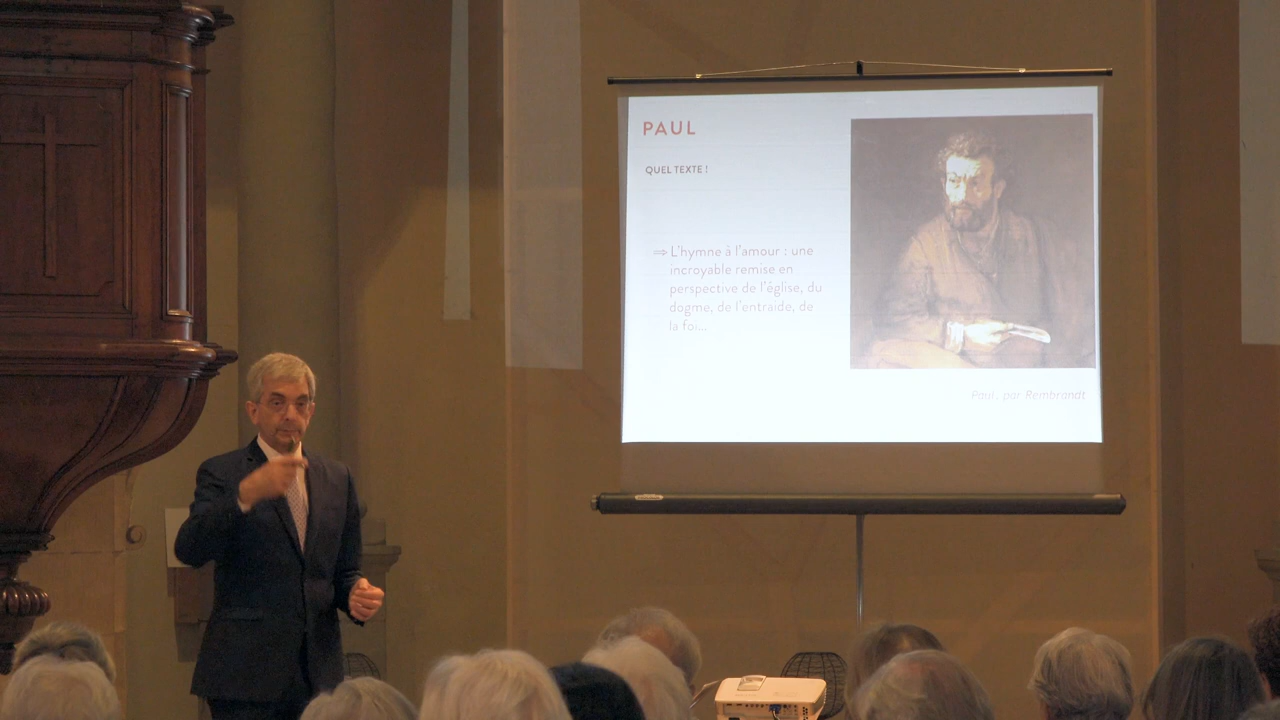 PAUL
QUEL TEXTE !
⇒ L'hymne à l'amour : une
incroyable remise en
perspective de l'église, du
dogme, de l'entraide, de
la foi...
Paul, par Rembrandt